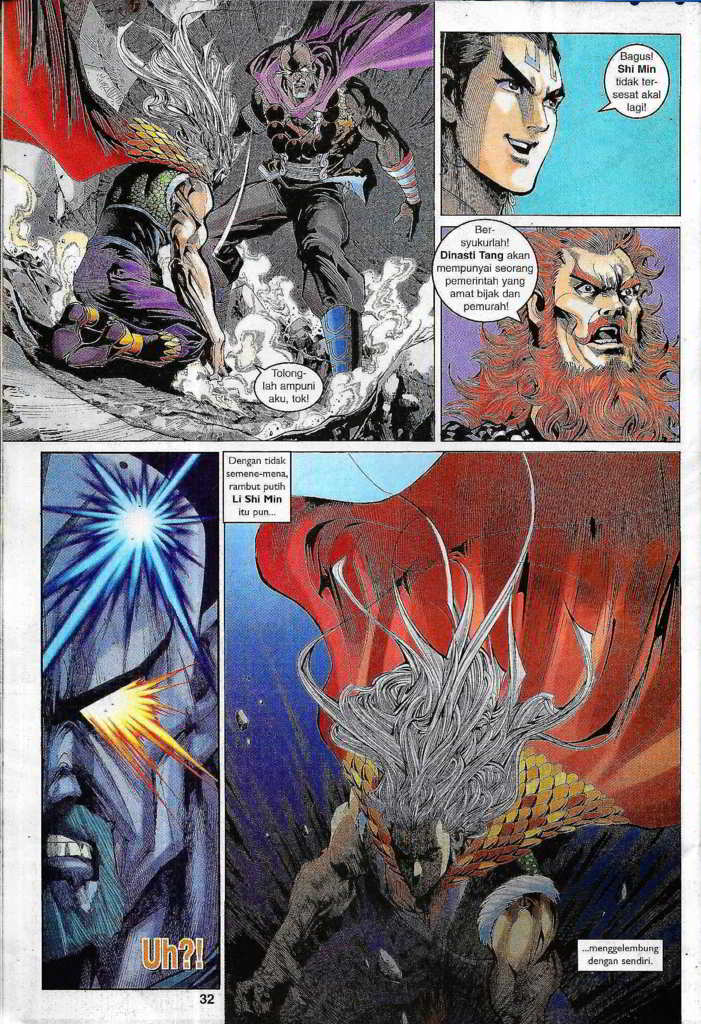 Tolong-
lah ampuni
aku, tok!
Bagus!
Shi Min
tidak ter-
sesat akal
lagi!
Ber-
syukurlah!
Dinasti Tang akan
mempunyai seorang
pemerintah yang
amat bijak dan
pemurah!
Uh?!
Dengan tidak
semene-mena,
rambut putih
Li Shi Min
itu pun...
...menggelembung
dengan sendiri.
32